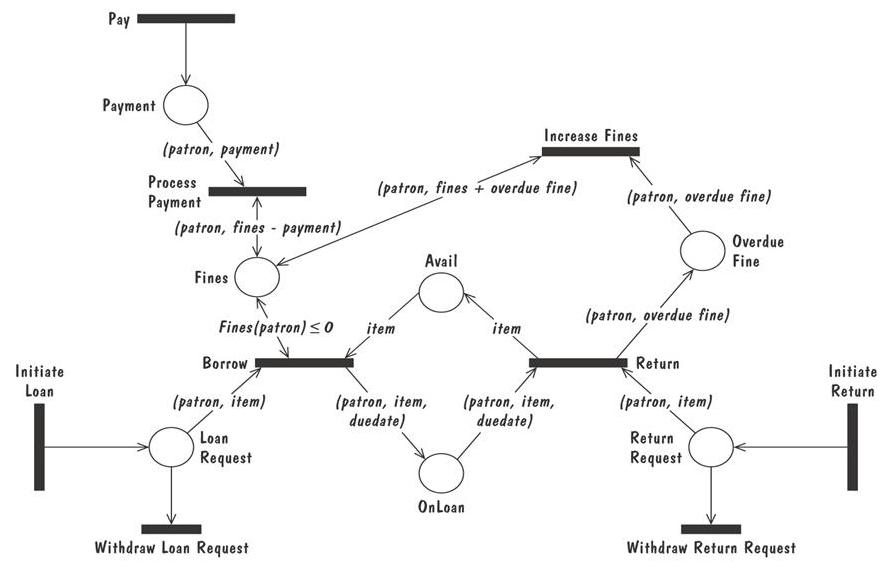 Pay
Payment
(patron, payment)
Increase Fines
Process
Payment
(patron, fines + overdue fine)
(patron, overdue fine)
(patron, fines - payment)
Overdue
Fine
Avail
Fines
(patron, overdue fine)
Fines(patron) ≤ 0
item
item
Borrow
Return
Initiate
Loan
Initiate
Return
(patron, item)
(patron, item,
duedate)
(patron, item,
duedate)
(patron, item)
Loan
Request
Return
Request
OnLoan
Withdraw Loan Request
Withdraw Return Request